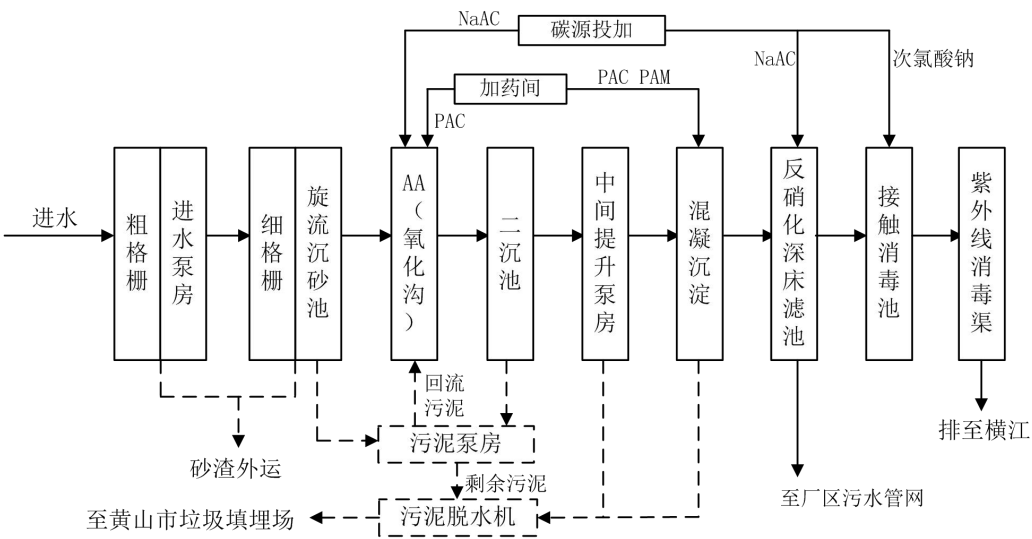 NaAC
碳源投加
NaAC
次氯酸钠
加药间
PAC PAM
PAC
进水
粗格栅
进水泵房
细格栅
旋流沉砂池
AA(氧化沟)
二沉池
中间提升泵房
混凝沉淀
反硝化深床滤池
接触消毒池
紫外线消毒渠
回流
污泥
砂渣外运
污泥泵房
排至横江
剩余污泥
至厂区污水管网
至黄山市垃圾填埋场
污泥脱水机